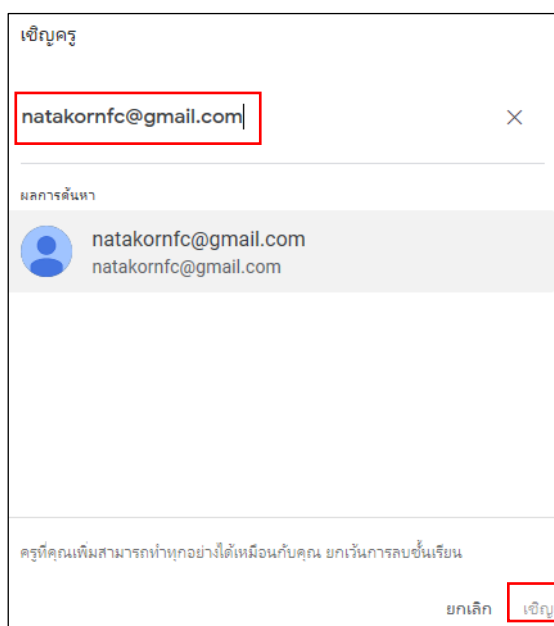 เชิญครู
natakornfc@gmail.com
ผลการค้นหา
natakornfc@gmail.com
natakornfc@gmail.com
ครูที่คุณเพิ่มสามารถทำทุกอย่างได้เหมือนกับคุณ ยกเว้นการลบชั้นเรียน
ยกเลิก เชิญ